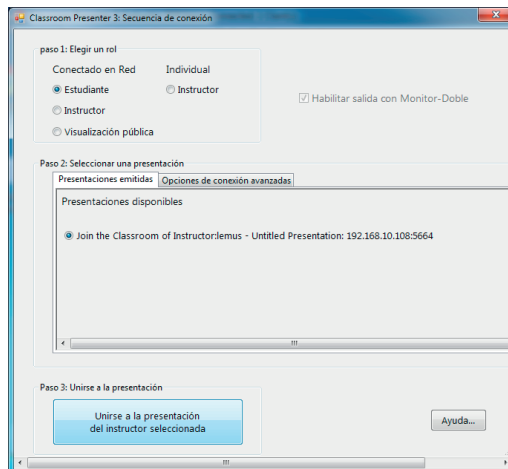 Classroom Presenter 3: Secuencia de conexión
paso 1: Elegir un rol
Conectado en Red Individual
Estudiante Instructor
Instructor
Visualización pública
Habilitar salida con Monitor-Doble
Paso 2: Seleccionar una presentación
Presentaciones emitidas Opciones de conexión avanzadas
Presentaciones disponibles
Join the Classroom of Instructor:lemus - Untitled Presentation: 192.168.10.108:5664
Paso 3: Unirse a la presentación
Unirse a la presentación
del instructor seleccionada
Ayuda...